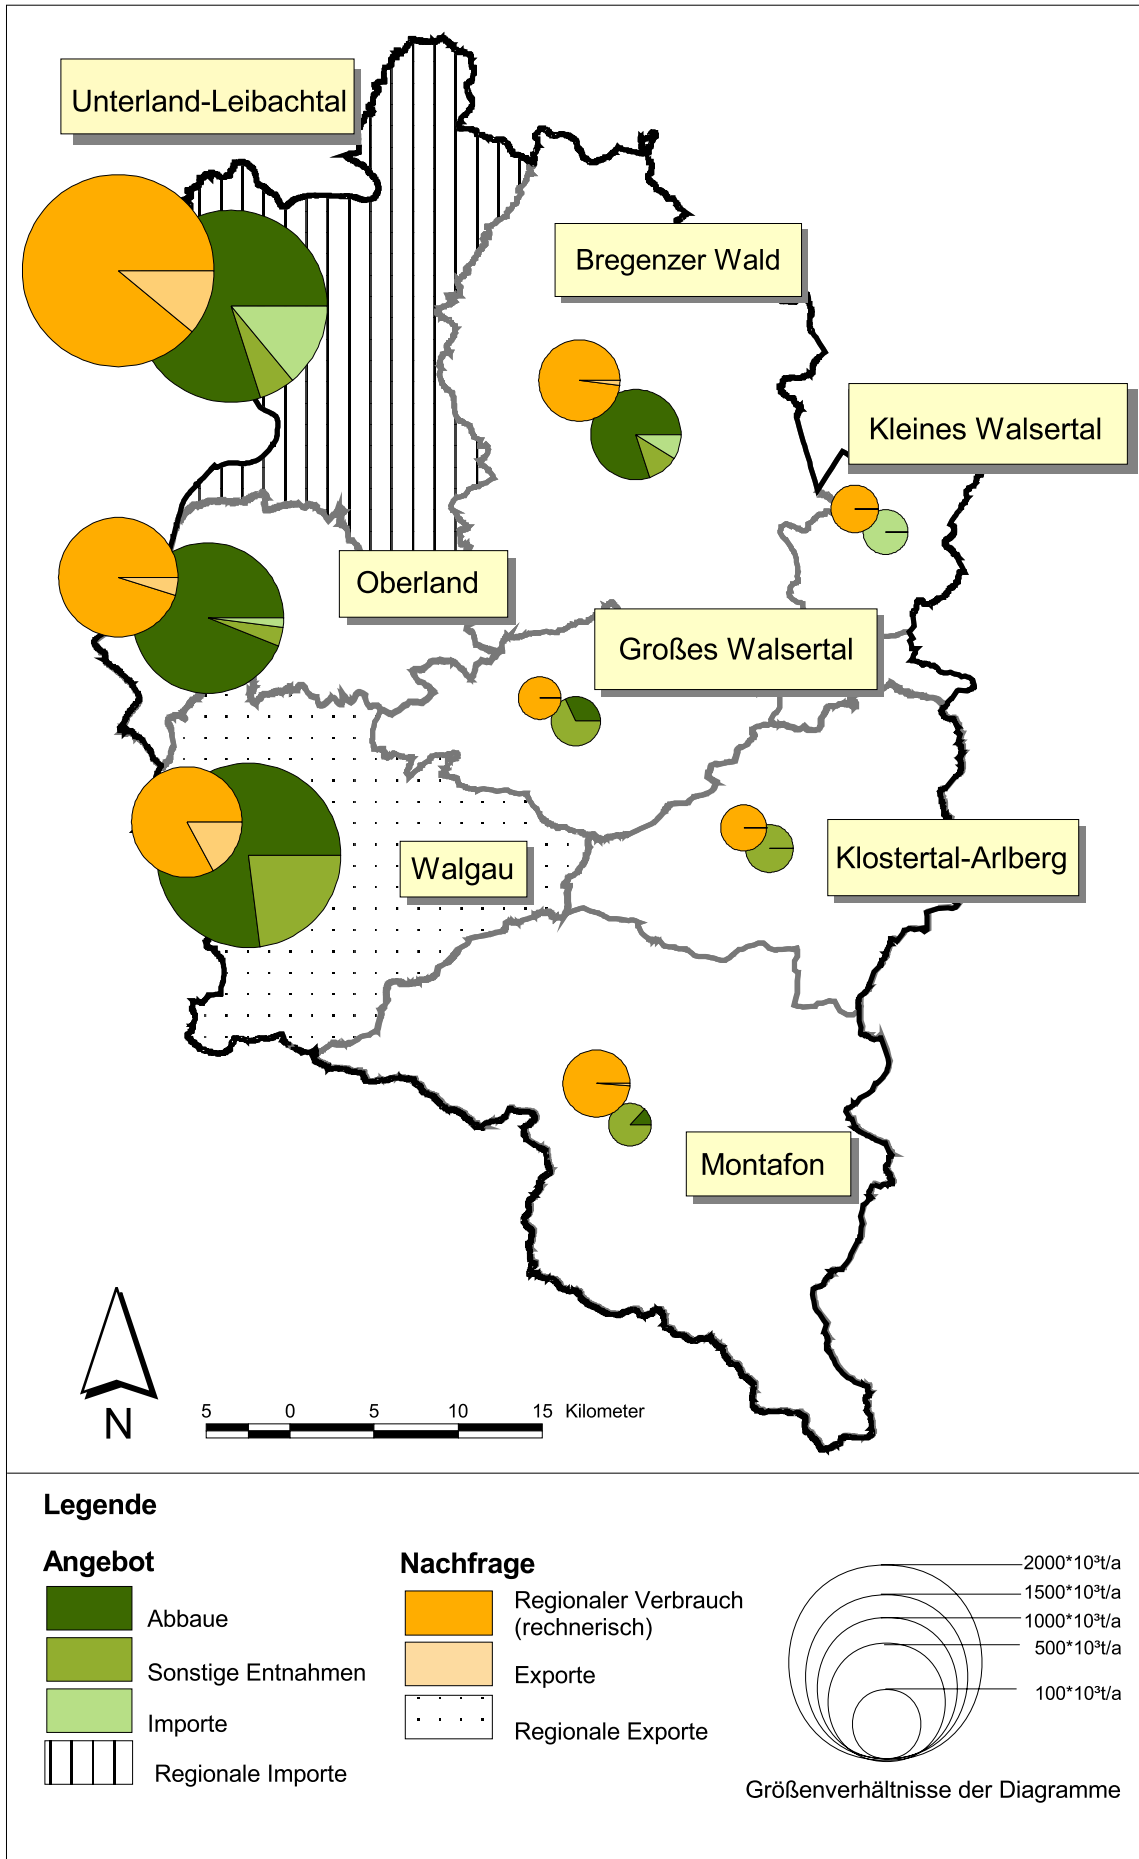 Unterland-Leibachtal
Bregenzer Wald
Kleines Walsertal
Oberland
Großes Walsertal
Walgau
Klostertal-Arlberg
Montafon
N
5 0 5 10 15 Kilometer
Legende
Angebot
Abbaue
Sonstige Entnahmen
Importe
Regionale Importe
Nachfrage
Regionaler Verbrauch
(rechnerisch)
Exporte
Regionale Exporte
2000*10³t/a
1500*10³t/a
1000*10³t/a
500*10³t/a
100*10³t/a
Größenverhältnisse der Diagramme